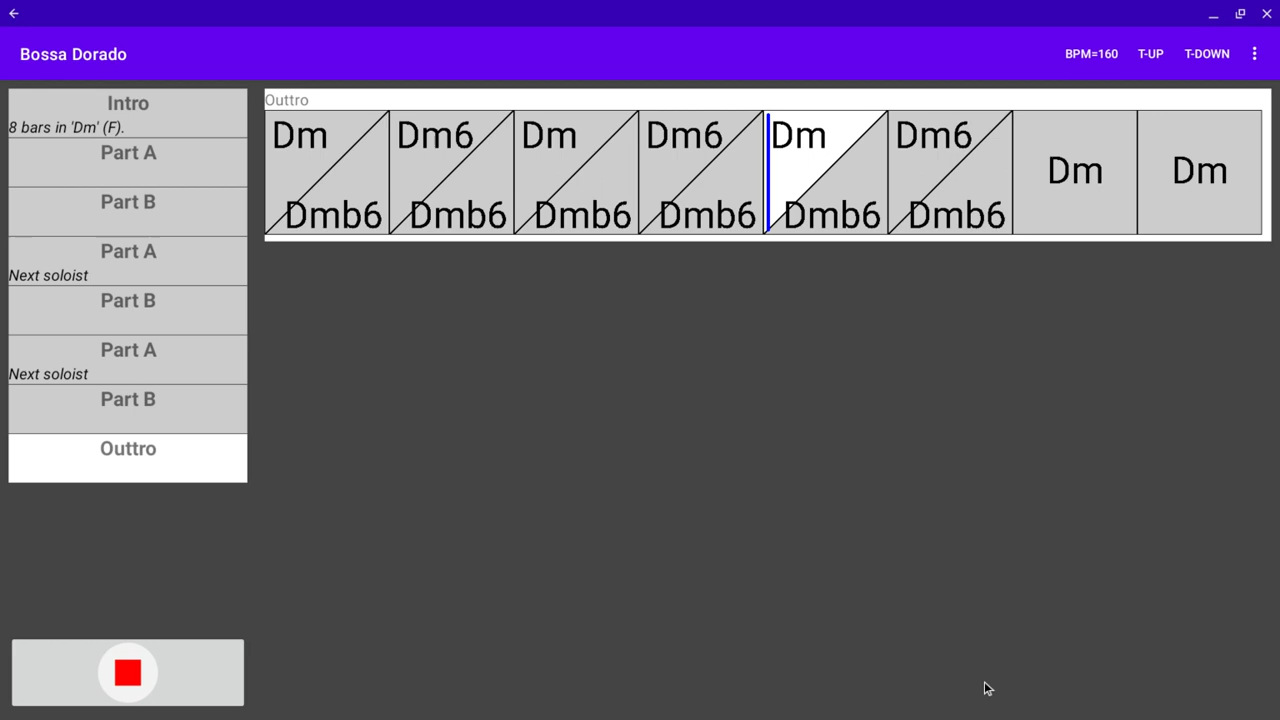 Bossa Dorado
BPM=160 T-UP T-DOWN
Intro
8 bars in 'Dm' (F).
Part A
Part B
Part A
Next soloist
Part B
Part A
Next soloist
Part B
Outtro
Outtro
Dm Dm6 Dm Dm6 Dm Dm6
Dm Dm
Dmb6 Dmb6 Dmb6 Dmb6 Dmb6 Dmb6